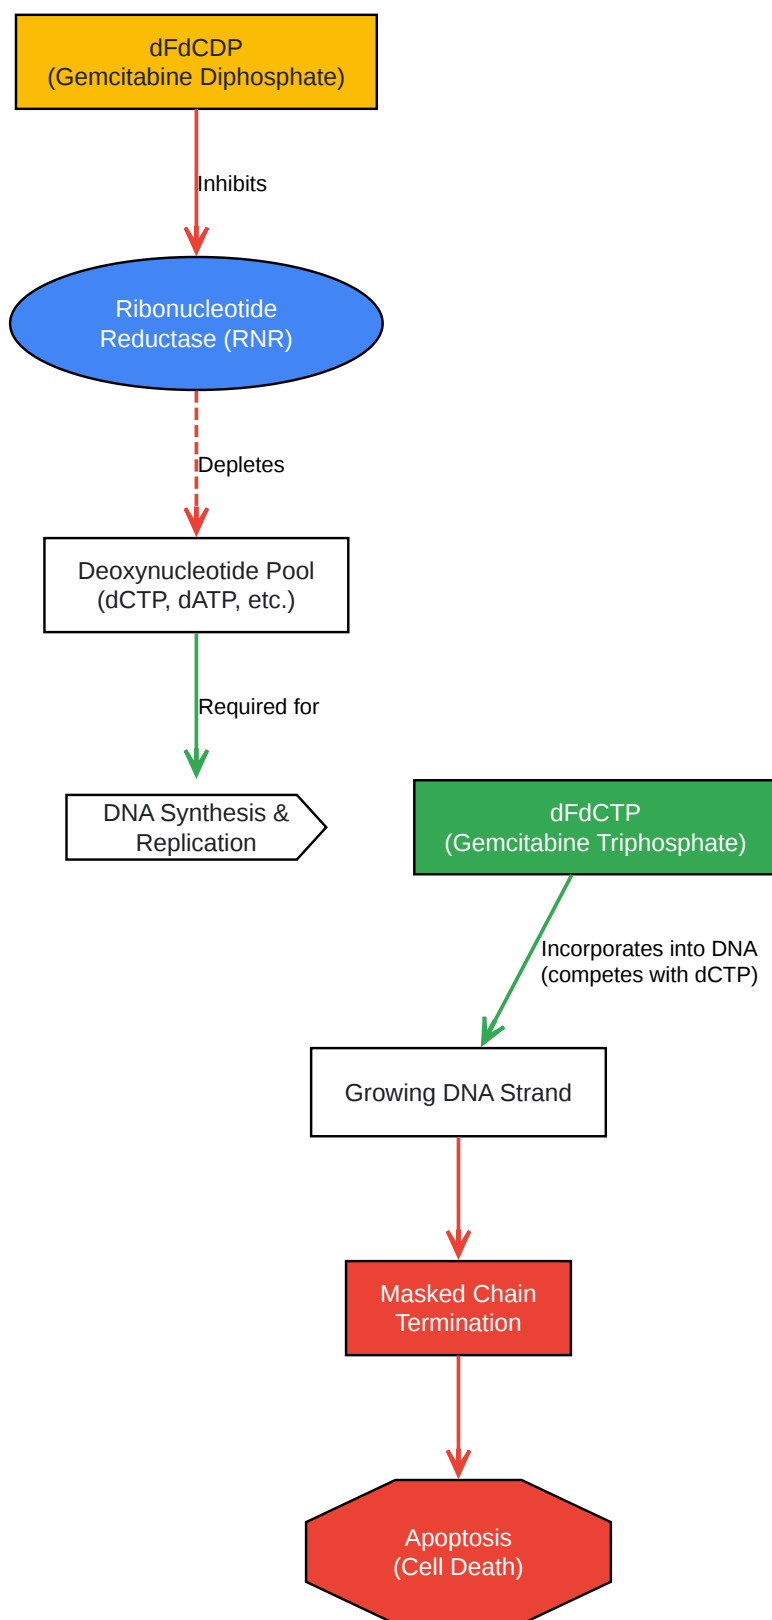 dFdCDP
(Gemcitabine Diphosphate)
Inhibits
Ribonucleotide
Reductase (RNR)
Depletes
Deoxynucleotide Pool
(dCTP, dATP, etc.)
Required for
DNA Synthesis &
Replication
dFdCTP
(Gemcitabine Triphosphate)
Incorporates into DNA
(competes with dCTP)
Growing DNA Strand
Masked Chain
Termination
Apoptosis
(Cell Death)